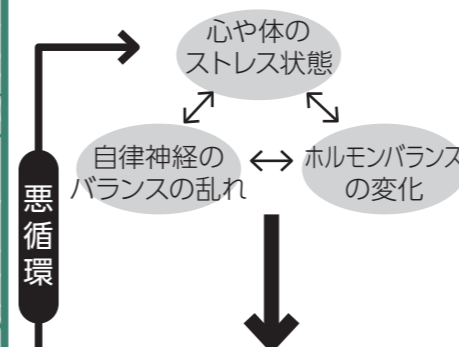 心や体の
ストレス状態
自律神経の
バランスの乱れ
ホルモンバランス
の変化
悪循環